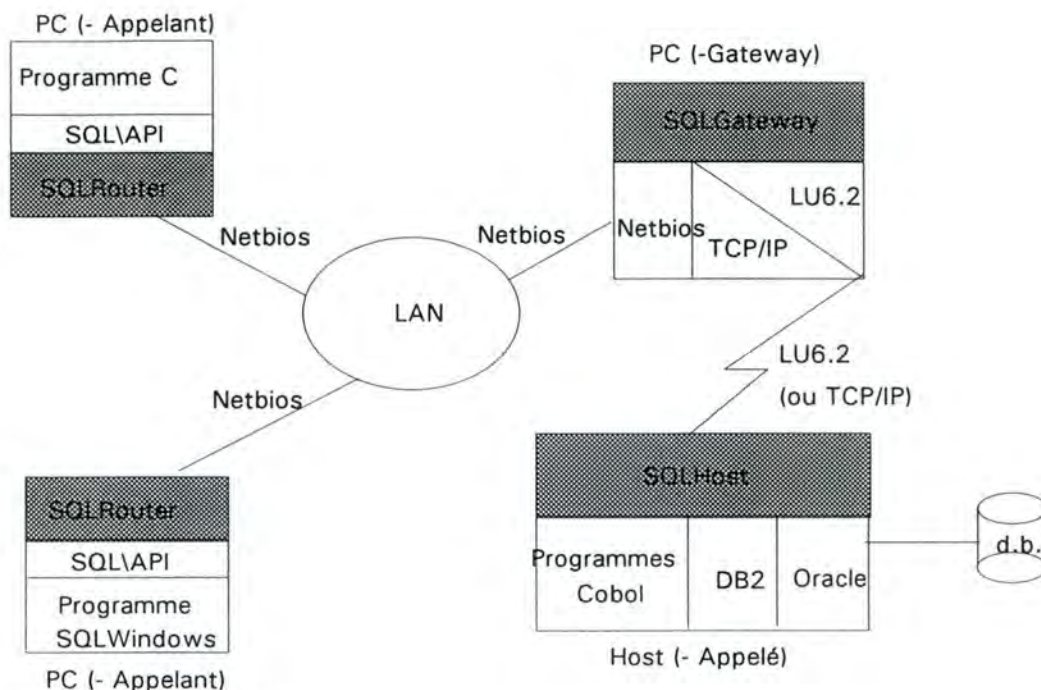 PC (- Appelant)
Programme C
SQL\API
SQLRouter
Netbios
PC (-Gateway)
SQLGateway
Netbios
TCP/IP
LU6.2
Netbios
LAN
LU6.2
(ou TCP/IP)
Netbios
SQLRouter
SQL\API
Programme
SQLWindows
PC (- Appelant)
SQLHost
Programmes
Cobol
DB2
Oracle
d.b.
Host (- Appelé)